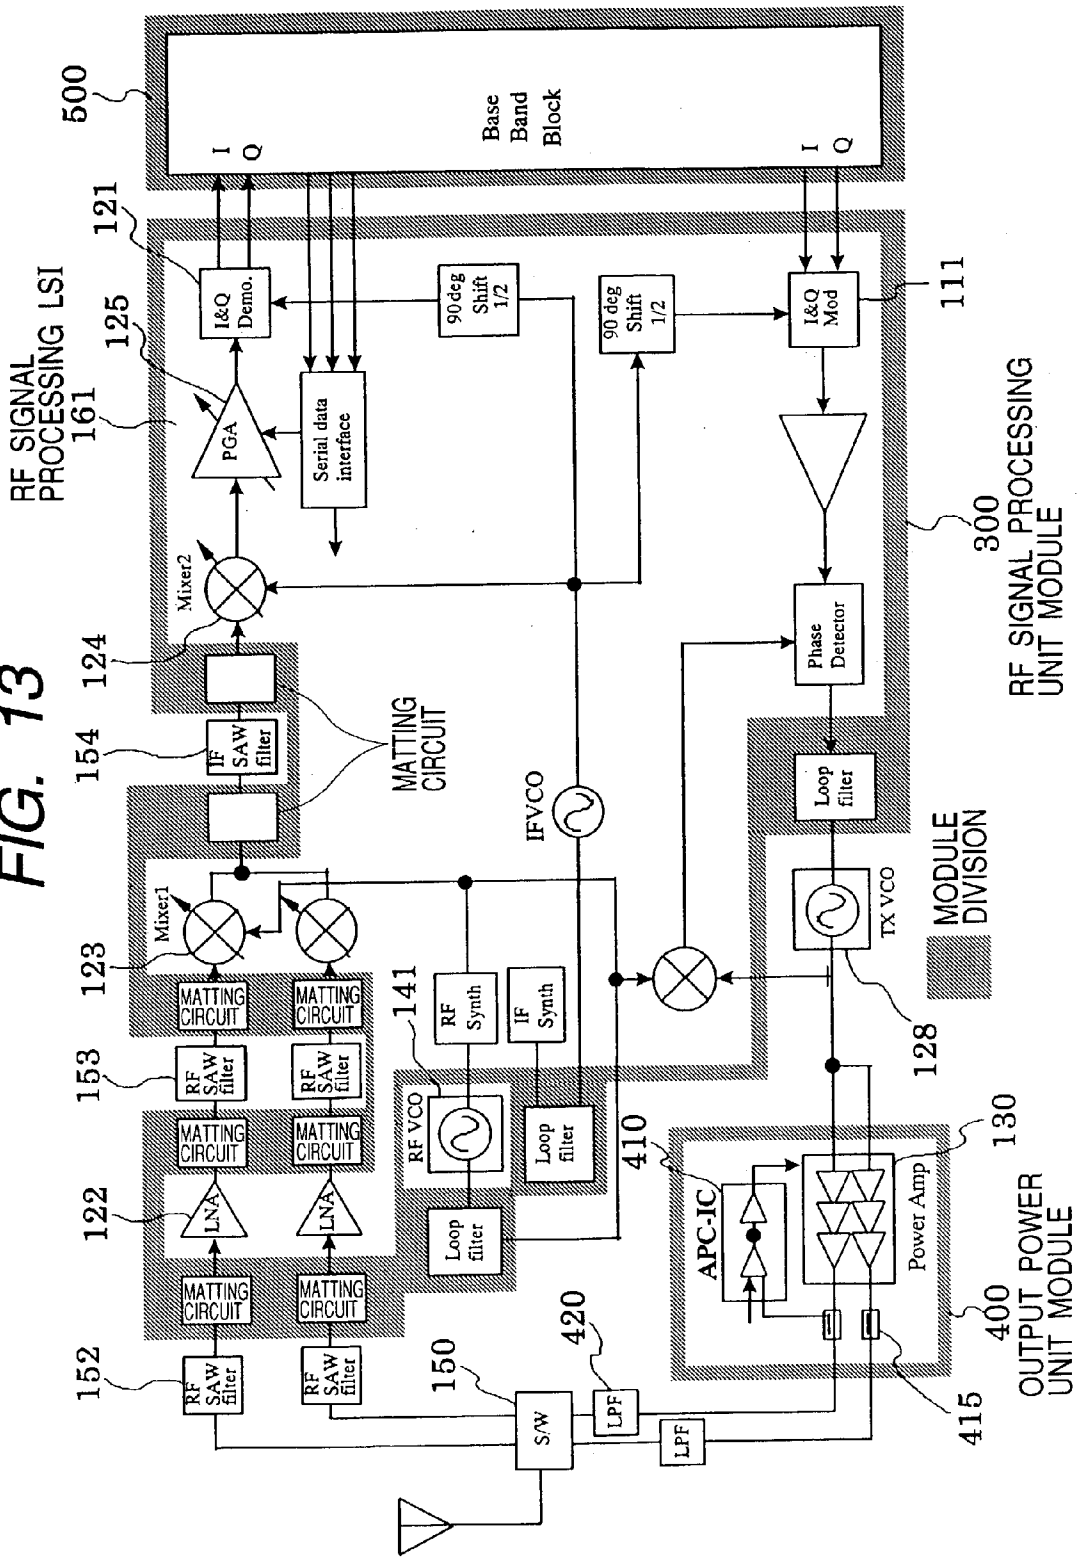 FIG. 13
RF SIGNAL
PROCESSING LSI
161
125
121
500
124
154
123
153
122
152
Mixer2
Mixer1
PGA
I&Q
Demo.
I
Q
Base
Band
Block
I
Q
Serial data
interface
90 deg
Shift
1/2
90 deg
Shift
1/2
I&Q
Mod
111
IF
SAW
filter
MATTING
CIRCUIT
MATTING
CIRCUIT
MATTING
CIRCUIT
RF
SAW
filter
RF
SAW
filter
MATTING
CIRCUIT
MATTING
CIRCUIT
LNA
LNA
MATTING
CIRCUIT
MATTING
CIRCUIT
RF
SAW
filter
RF
SAW
filter
141
RF
Synth
IF
Synth
RF VCO
Loop
filter
Loop
filter
IFVCO
Phase
Detector
Loop
filter
TX VCO
128
300
RF SIGNAL PROCESSING
UNIT MODULE
MODULE
DIVISION
410
APC-IC
130
Power Amp
400
OUTPUT POWER
UNIT MODULE
415
420
150
S/W
LPF
LPF